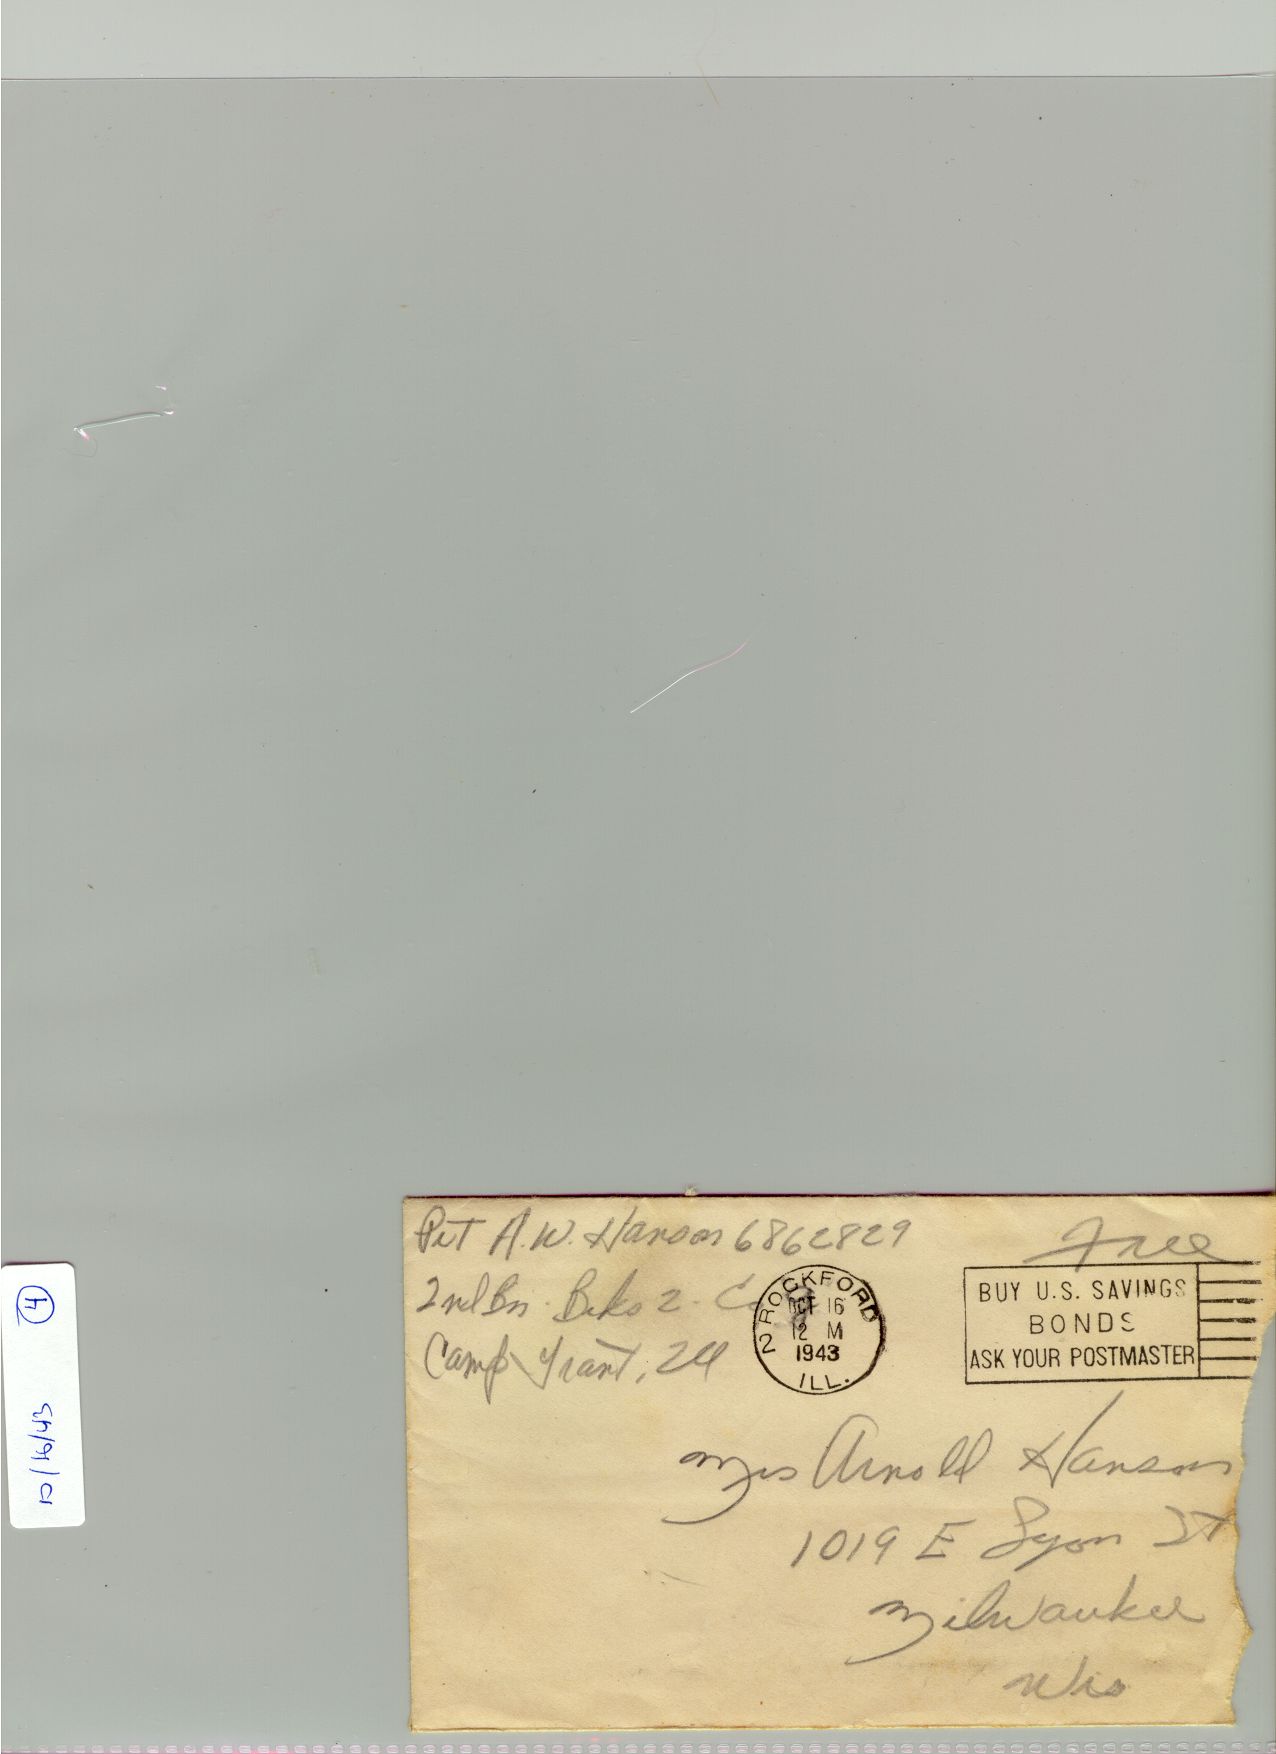 Pvt A.W. Hanson 6862829
2nd Bn. Bks 2. Co
Camp Grant, Ill
Free
2 ROCKFORD
OCT 16
12 M
1943
ILL.
BUY U.S. SAVINGS
BONDS
ASK YOUR POSTMASTER
Mrs Arnold Hanson
1019 E Lyon St
Milwaukee
Wis
4
10/16/43